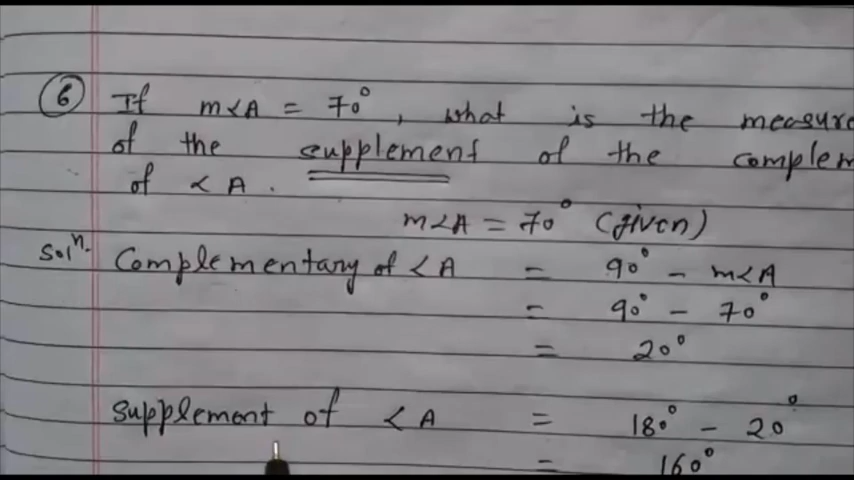 6 If m<A = 70°, what is the measure
of the supplement of the complem
of <A.
m<A = 70° (given)
Solⁿ. Complementary of <A = 90° - m<A
= 90° - 70°
= 20°
Supplement of <A = 180° - 20°
= 160°